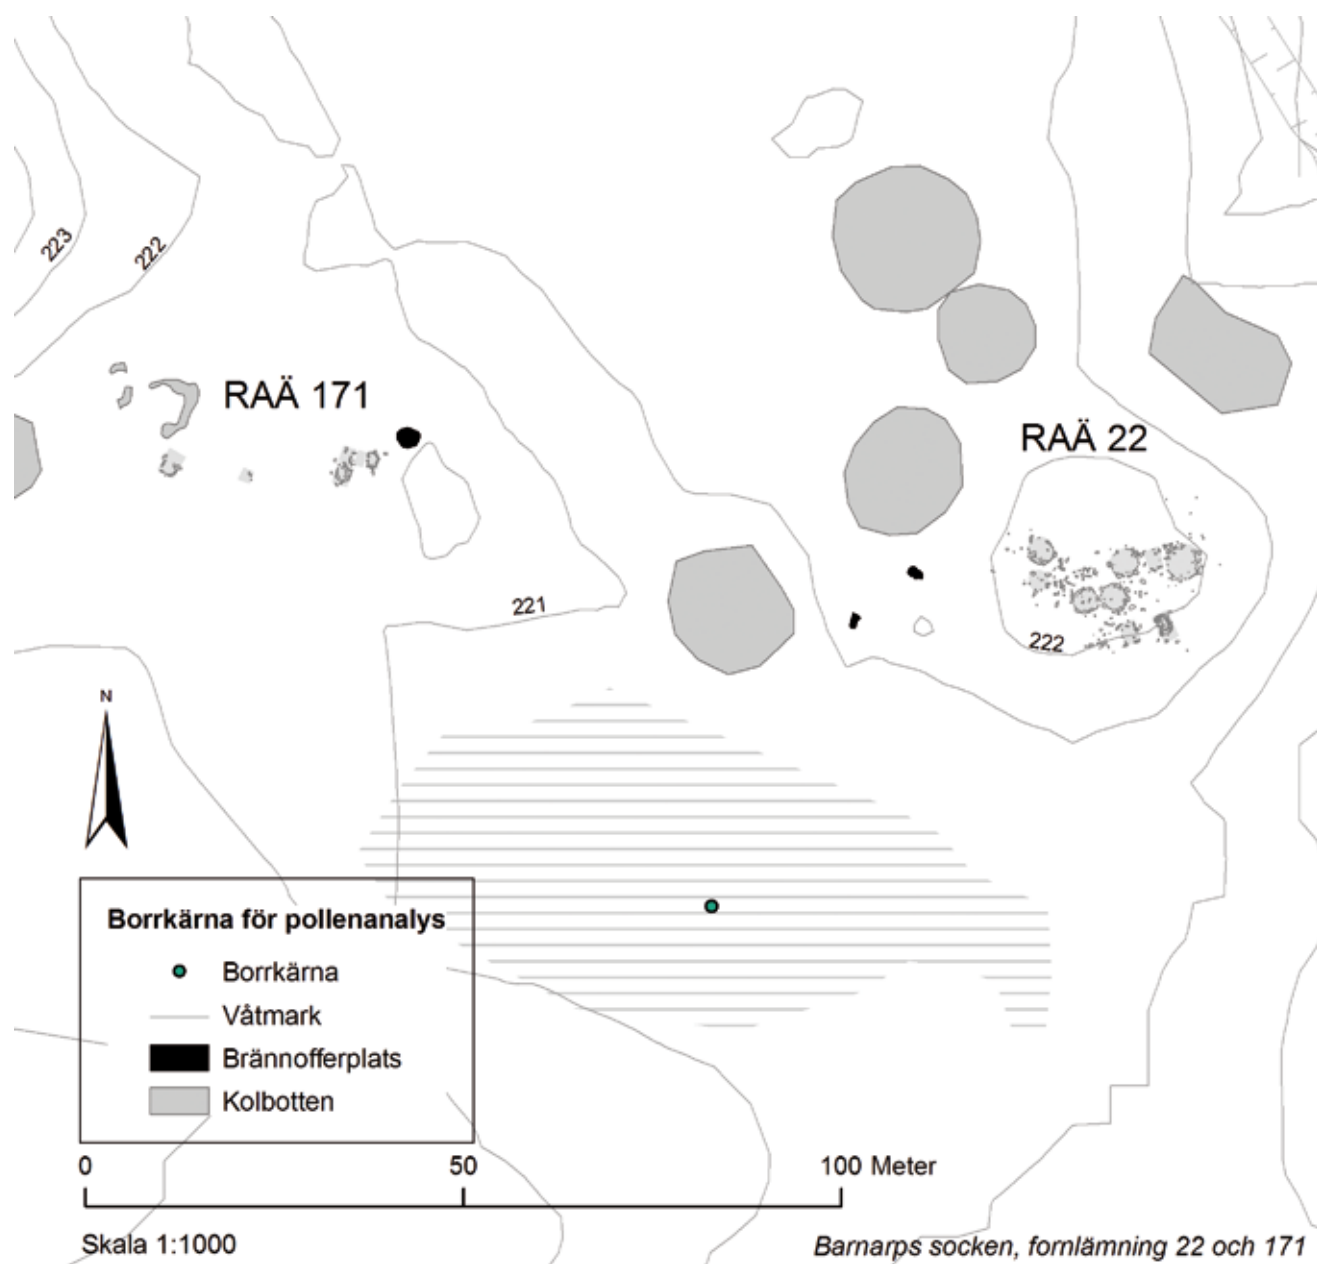 223
222
RAÄ 171
RAÄ 22
221
222
N
Borrkärna för pollenanalys
Borrkärna
Våtmark
Brännofferplats
Kolbotten
0 50 100 Meter
Skala 1:1000
Barnarps socken, fornlämning 22 och 171